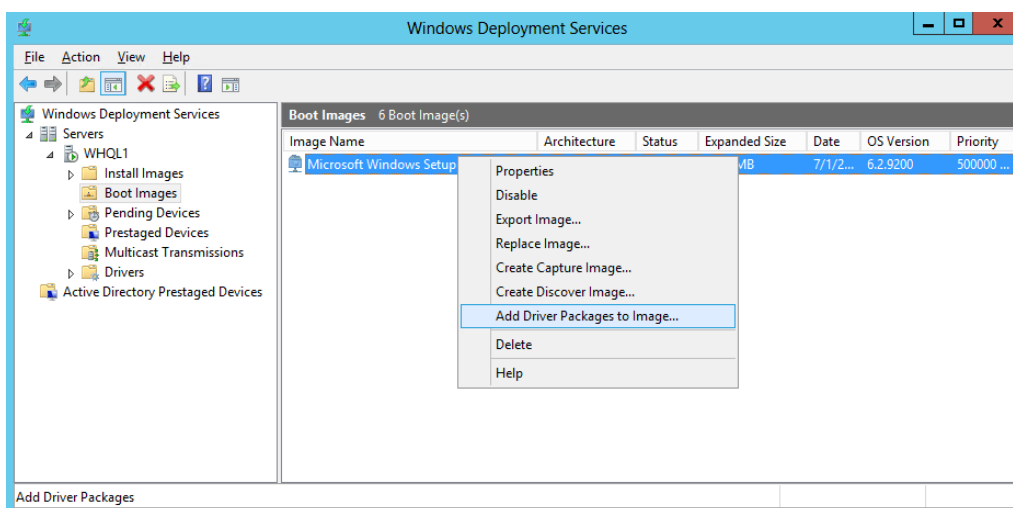 Windows Deployment Services
File Action View Help
Windows Deployment Services
Servers
WHQL1
Install Images
Boot Images
Pending Devices
Prestaged Devices
Multicast Transmissions
Drivers
Active Directory Prestaged Devices
Boot Images 6 Boot Image(s)
Image Name Architecture Status Expanded Size Date OS Version Priority
Microsoft Windows Setup MB 7/1/2... 6.2.9200 500000 ...
Properties
Disable
Export Image...
Replace Image...
Create Capture Image...
Create Discover Image...
Add Driver Packages to Image...
Delete
Help
Add Driver Packages